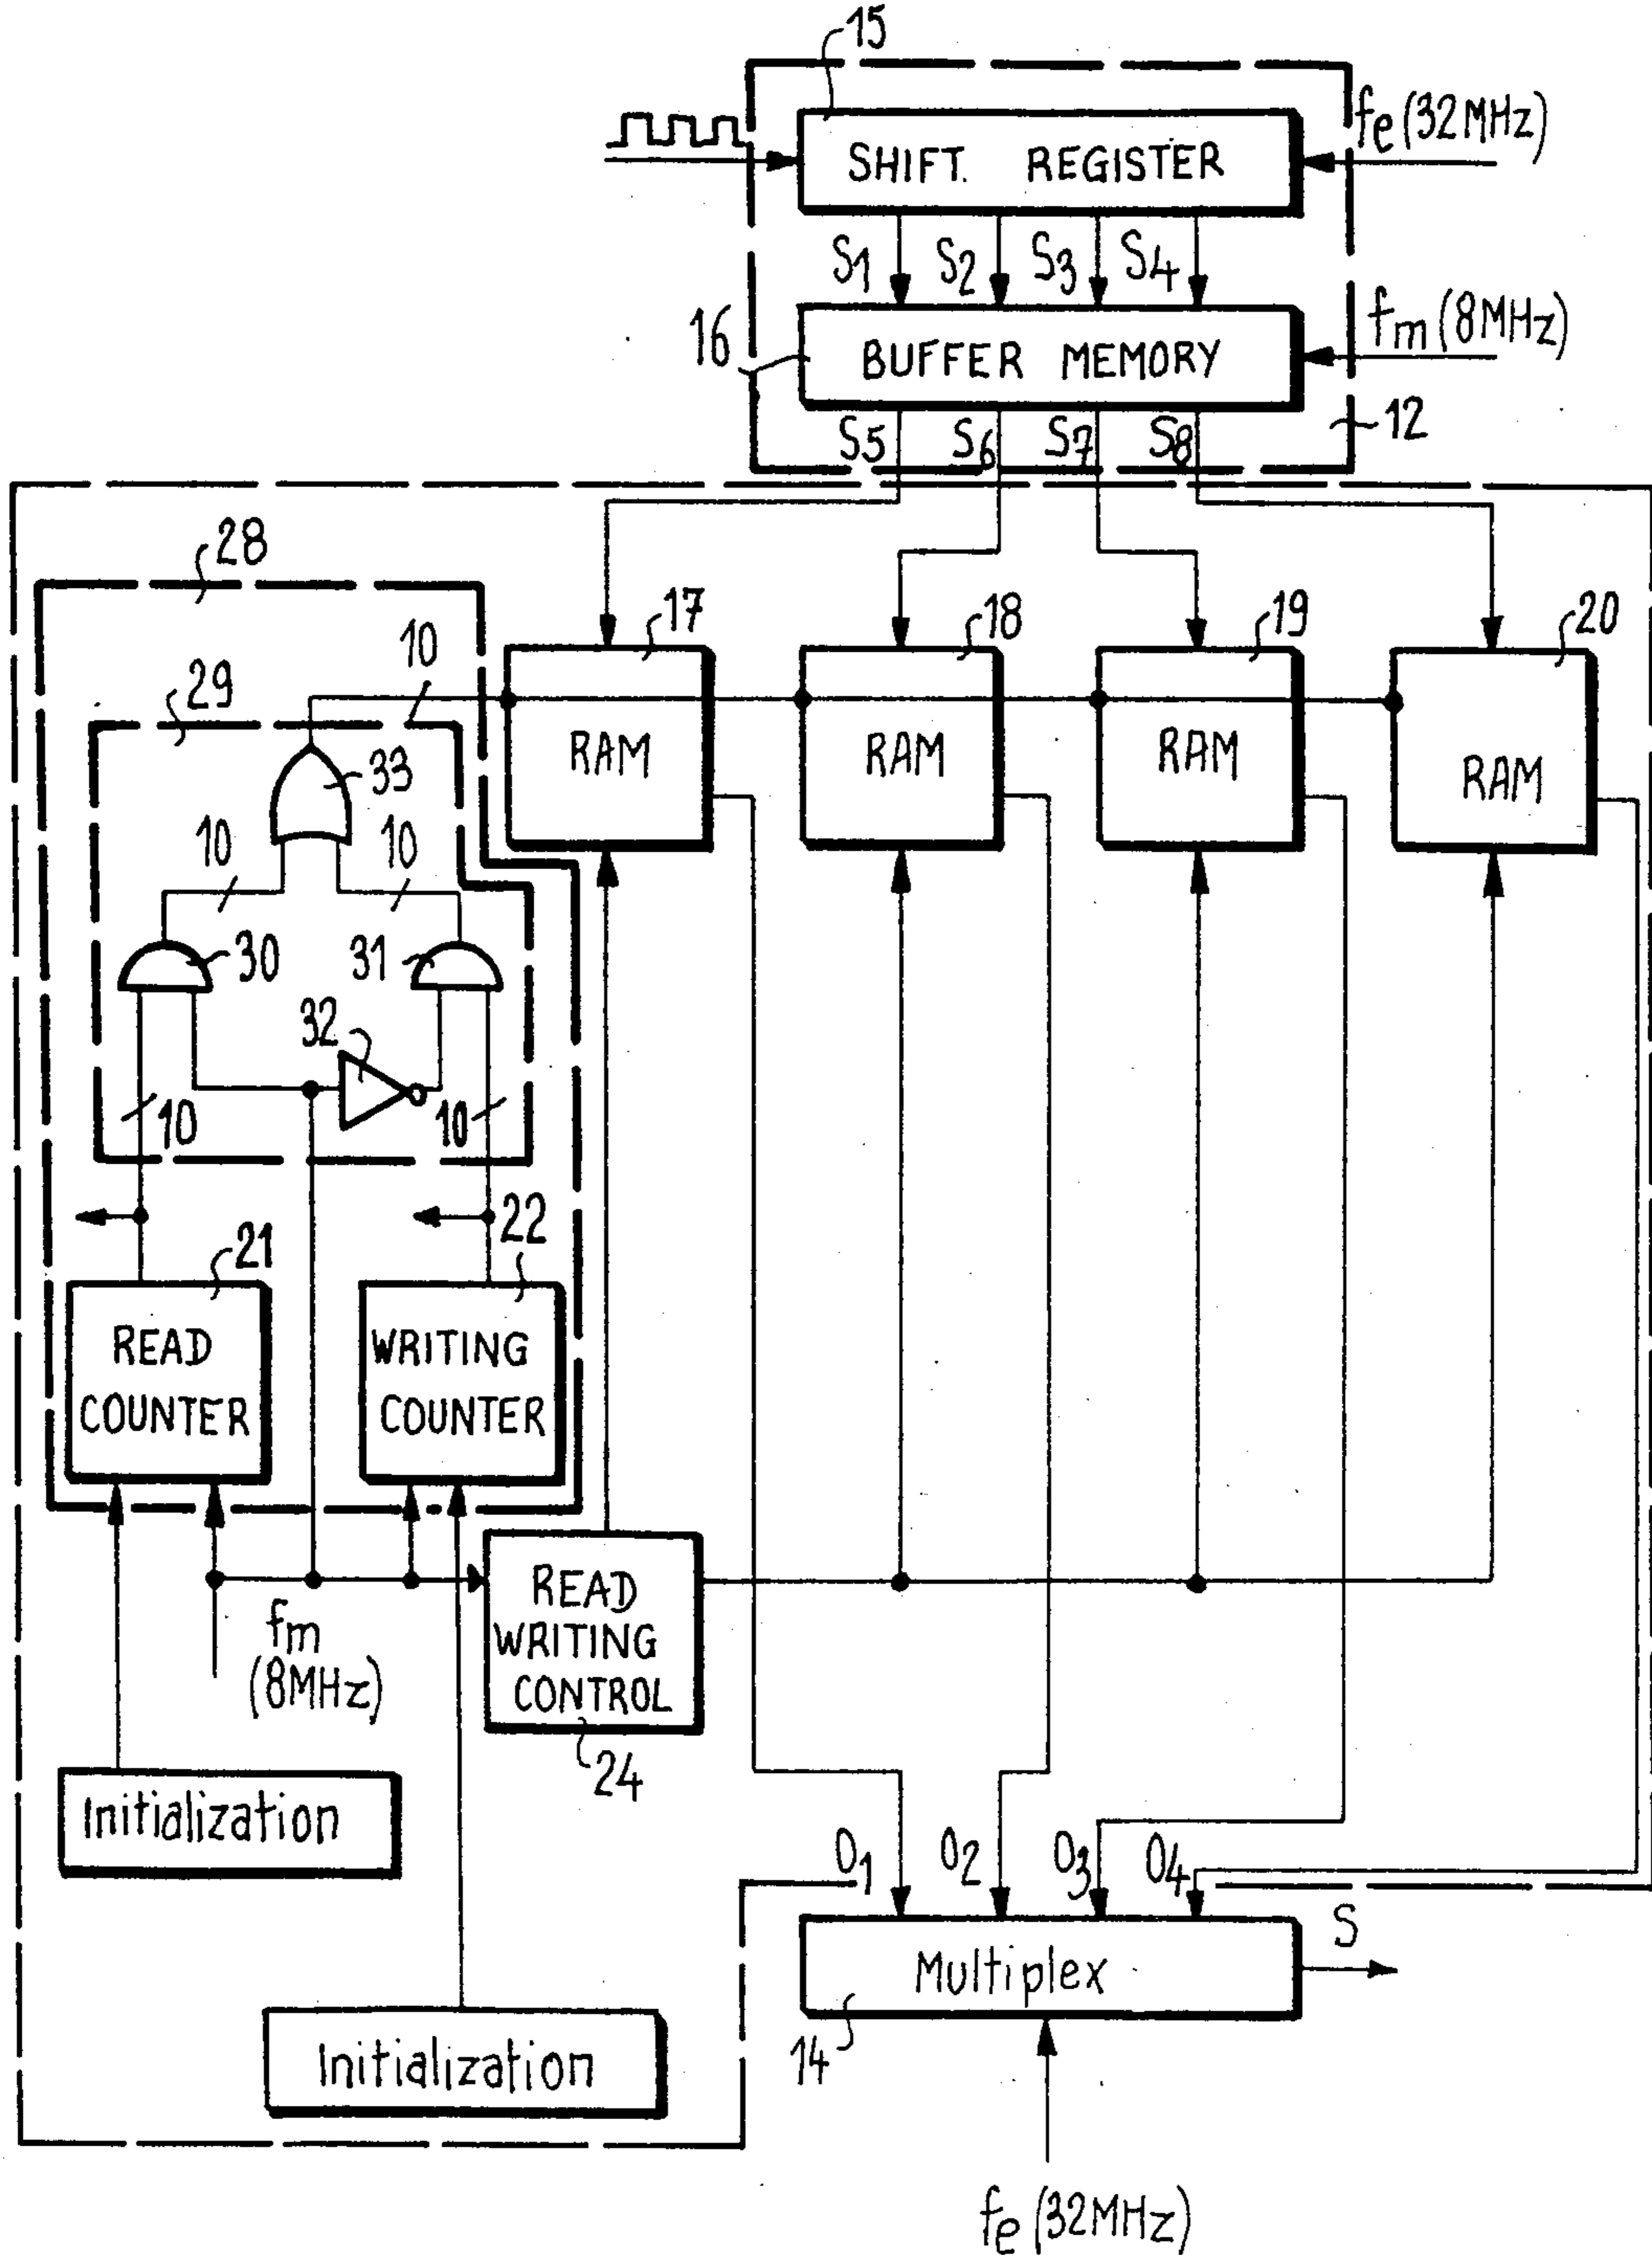 15
SHIFT. REGISTER
fe (32MHz)
S1
S2
S3
S4
16
BUFFER MEMORY
fm (8MHz)
12
S5
S6
S7
S8
28
17
18
19
20
10
29
RAM
RAM
RAM
RAM
33
10
10
30
31
32
10
10
21
22
READ
COUNTER
WRITING
COUNTER
READ
WRITING
CONTROL
fm
(8MHz)
24
Initialization
O1
O2
O3
O4
Multiplex
S
14
Initialization
fe (32MHz)